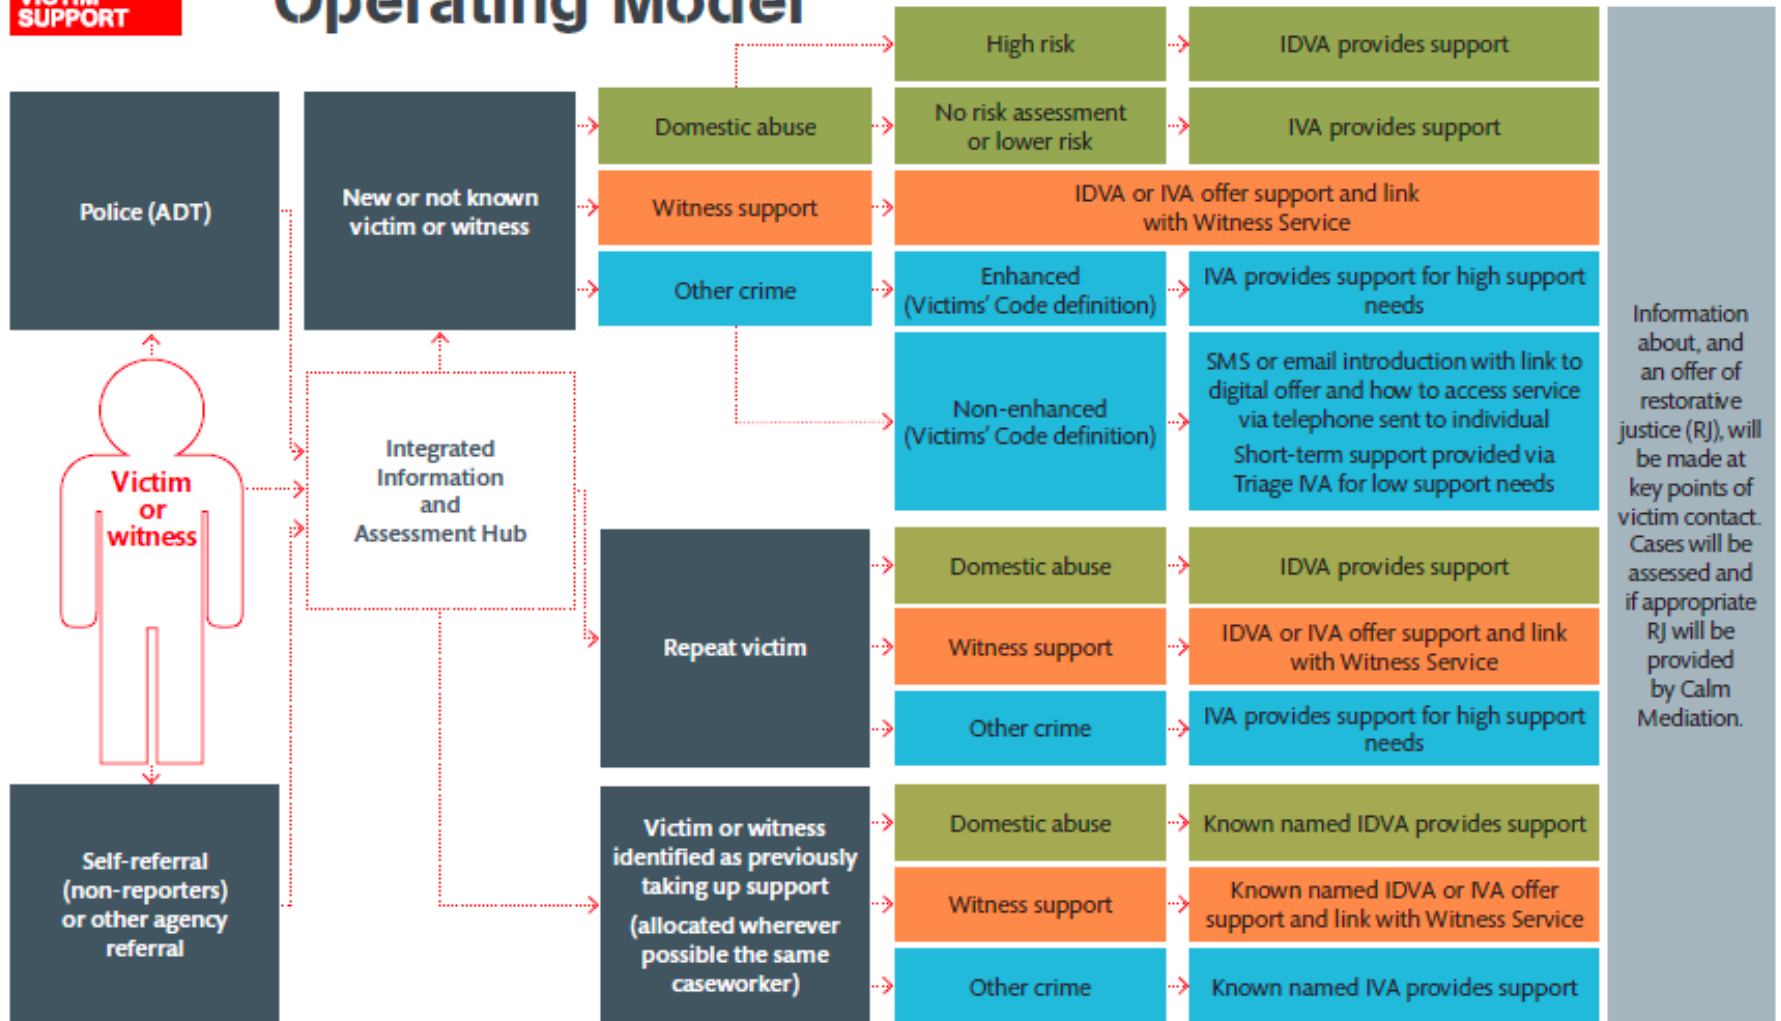 VICTIM
SUPPORT
Operating Model
High risk
IDVA provides support
Domestic abuse
No risk assessment
or lower risk
IVA provides support
Police (ADT)
New or not known
victim or witness
Witness support
IDVA or IVA offer support and link
with Witness Service
Other crime
Enhanced
(Victims' Code definition)
IVA provides support for high support
needs
Non-enhanced
(Victims' Code definition)
SMS or email introduction with link to
digital offer and how to access service
via telephone sent to individual
Short-term support provided via
Triage IVA for low support needs
Victim
or
witness
Integrated
Information
and
Assessment Hub
Repeat victim
Domestic abuse
IDVA provides support
Witness support
IDVA or IVA offer support and link
with Witness Service
Other crime
IVA provides support for high support
needs
Self-referral
(non-reporters)
or other agency
referral
Victim or witness
identified as previously
taking up support
(allocated wherever
possible the same
caseworker)
Domestic abuse
Known named IDVA provides support
Witness support
Known named IDVA or IVA offer
support and link with Witness Service
Other crime
Known named IVA provides support
Information
about, and
an offer of
restorative
justice (RJ), will
be made at
key points of
victim contact.
Cases will be
assessed and
if appropriate
RJ will be
provided
by Calm
Mediation.